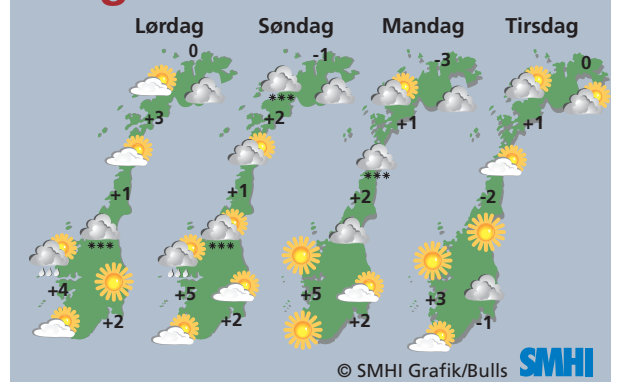 Lørdag Søndag Mandag Tirsdag
0 -1 -3 0
+3 +2 +1 +1
+1 +1 +2 -2
+4 +5 +5 +3
+2 +2 +2 -1
© SMHI Grafik/Bulls SMHI